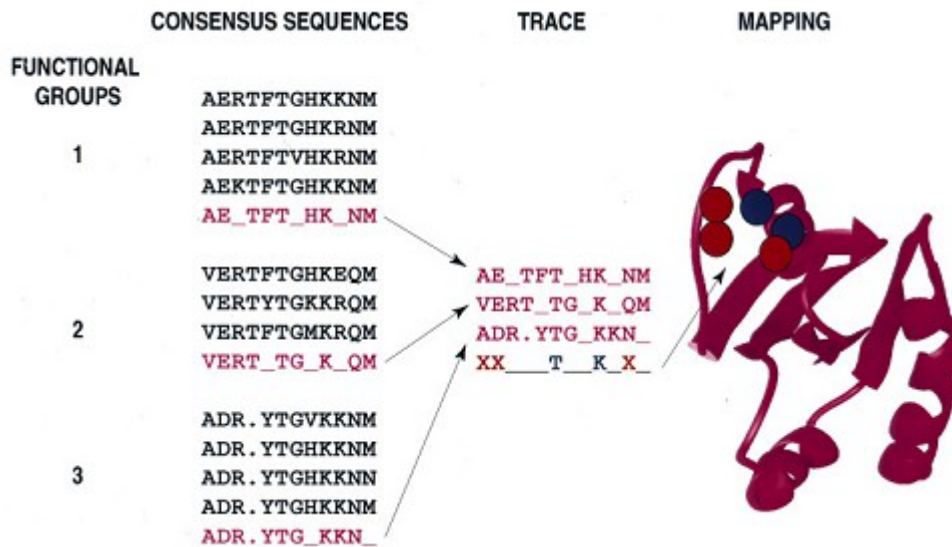 CONSENSUS SEQUENCES TRACE MAPPING
FUNCTIONAL
GROUPS
AERTFTGHKKNM
AERTFTGHKRNM
1
AERTFTVHKRNM
AEKTFTGHKKNM
AE_TFT_HK_NM
VERTFTGHKEQM
VERTYTGKKRQM
2
VERTFTGMKRQM
VERT_TG_K_QM
AE_TFT_HK_NM
VERT_TG_K_QM
ADR.YTG_KKN_
XX___T__K_X_
ADR.YTGVKKNM
ADR.YTGHKKNM
3
ADR.YTGHKKNN
ADR.YTGHKKNM
ADR.YTG_KKN_